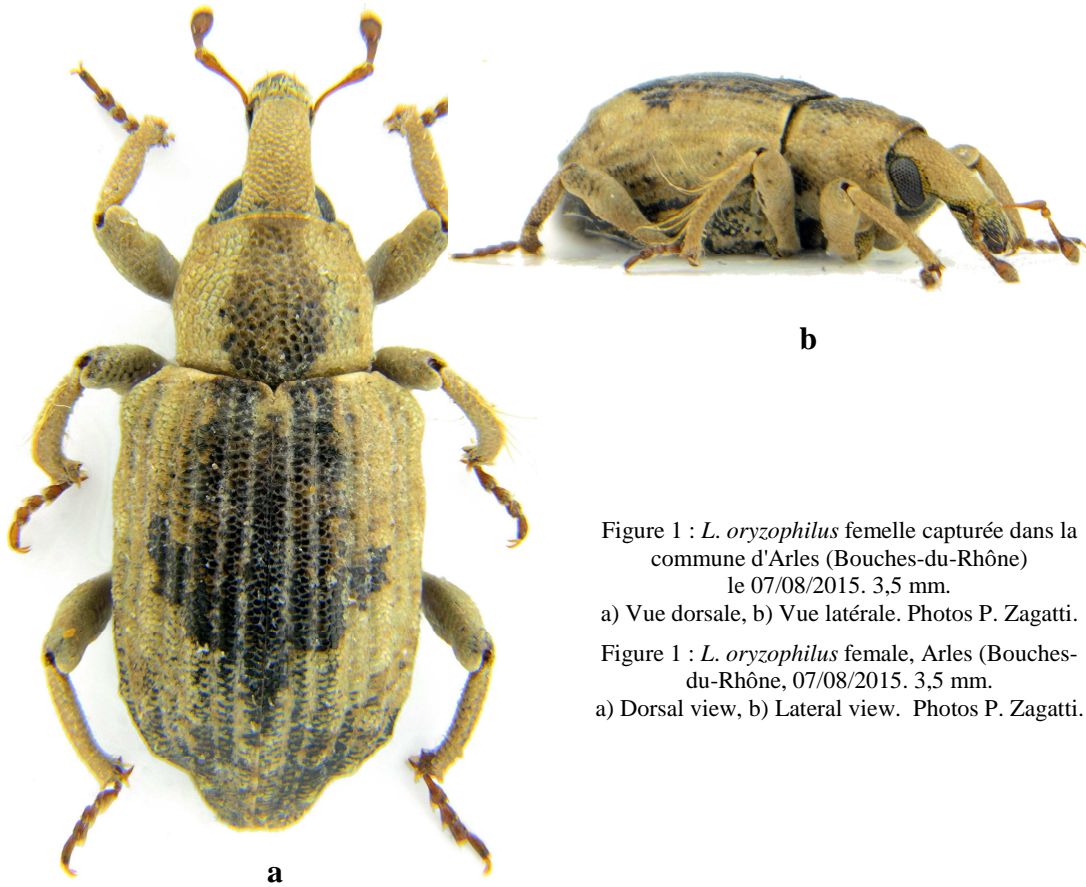 b
Figure 1 : L. oryzophilus femelle capturée dans la
commune d'Arles (Bouches-du-Rhône)
le 07/08/2015. 3,5 mm.
a) Vue dorsale, b) Vue latérale. Photos P. Zagatti.
Figure 1 : L. oryzophilus female, Arles (Bouches-
du-Rhône, 07/08/2015. 3,5 mm.
a) Dorsal view, b) Lateral view. Photos P. Zagatti.
a